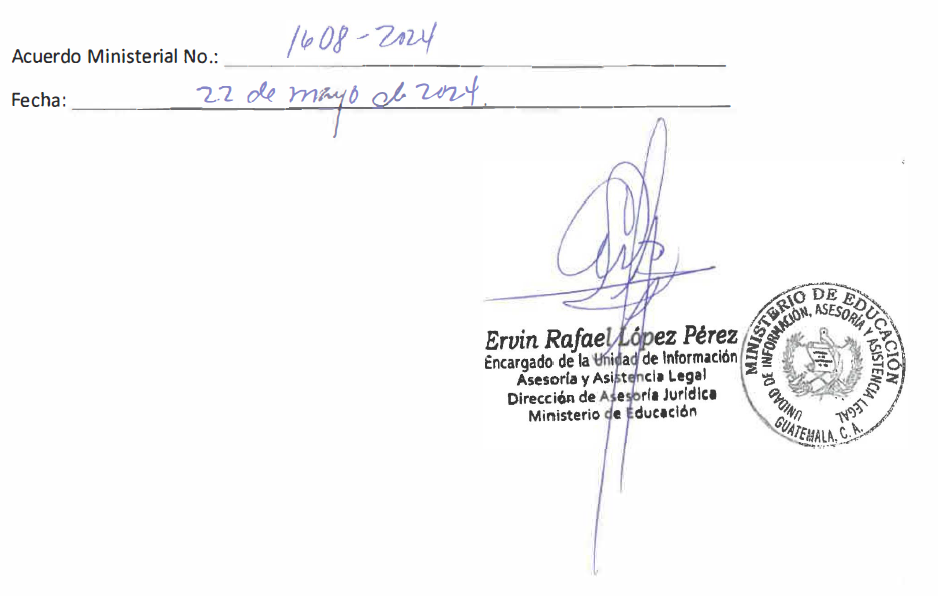 Acuerdo Ministerial No.: 1608-2024
Fecha: 22 de mayo de 2024.
Ervin Rafael López Pérez
Encargado de la Unidad de Información
Asesoría y Asistencia Legal
Dirección de Asesoría Jurídica
Ministerio de Educación
MINISTERIO DE EDUCACIÓN
UNIDAD DE INFORMACIÓN, ASESORÍA Y ASISTENCIA LEGAL
GUATEMALA, C. A.